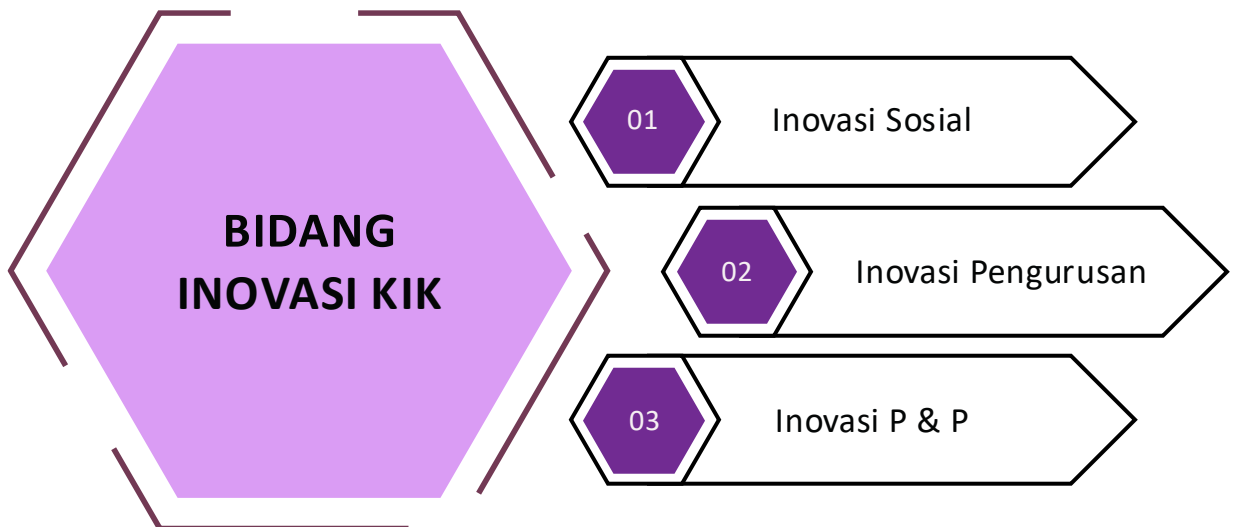 BIDANG
INOVASI KIK
01
Inovasi Sosial
02
Inovasi Pengurusan
03
Inovasi P & P